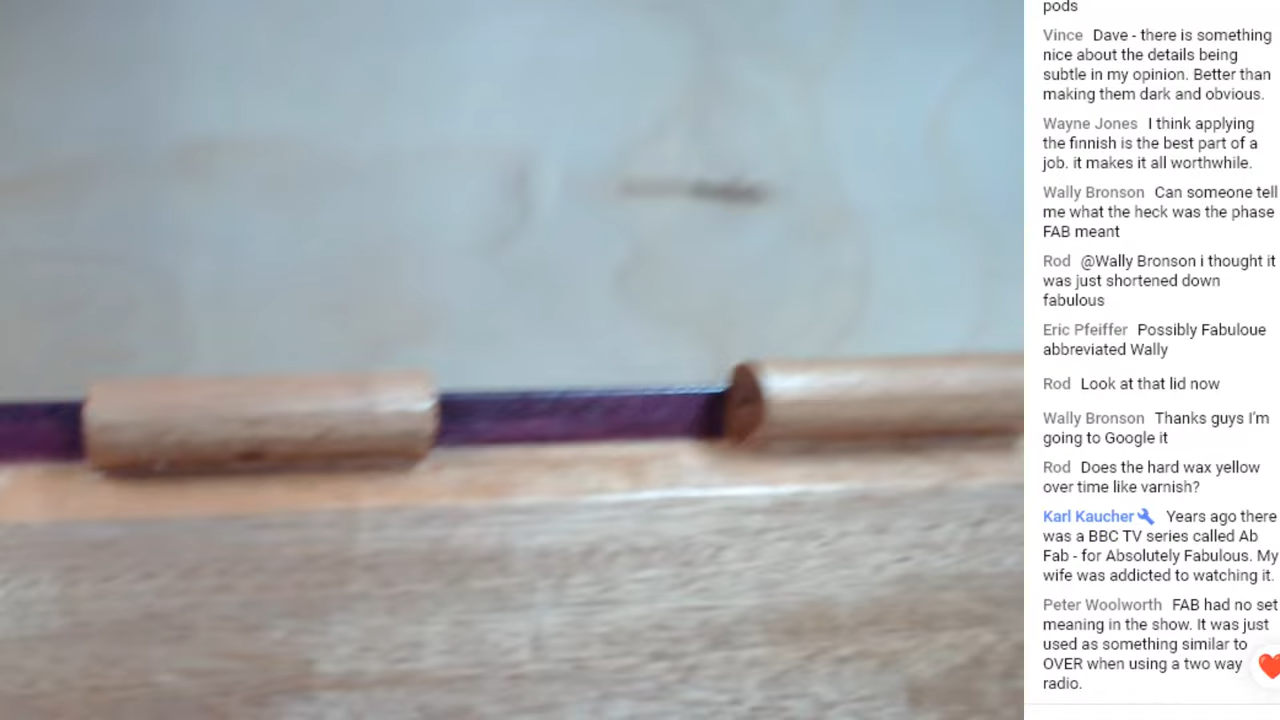 pods
Vince Dave - there is something
nice about the details being
subtle in my opinion. Better than
making them dark and obvious.
Wayne Jones I think applying
the finnish is the best part of a
job. it makes it all worthwhile.
Wally Bronson Can someone tell
me what the heck was the phase
FAB meant
Rod @Wally Bronson i thought it
was just shortened down
fabulous
Eric Pfeiffer Possibly Fabuloue
abbreviated Wally
Rod Look at that lid now
Wally Bronson Thanks guys I'm
going to Google it
Rod Does the hard wax yellow
over time like varnish?
Karl Kaucher Years ago there
was a BBC TV series called Ab
Fab - for Absolutely Fabulous. My
wife was addicted to watching it.
Peter Woolworth FAB had no set
meaning in the show. It was just
used as something similar to
OVER when using a two way
radio.